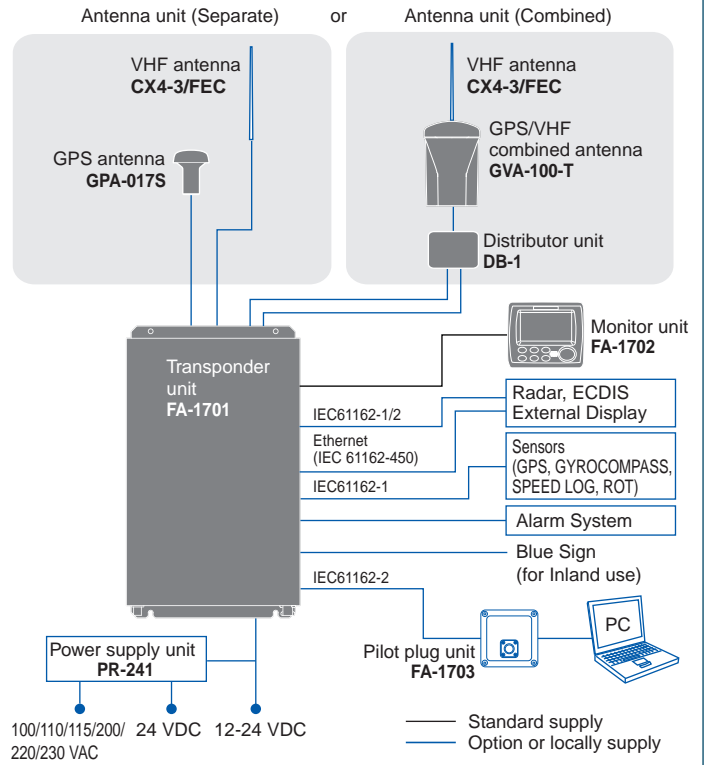 Antenna unit (Separate)
or
Antenna unit (Combined)
VHF antenna
CX4-3/FEC
GPS antenna
GPA-017S
VHF antenna
CX4-3/FEC
GPS/VHF
combined antenna
GVA-100-T
Distributor unit
DB-1
Transponder
unit
FA-1701
Monitor unit
FA-1702
IEC61162-1/2
Radar, ECDIS
External Display
Ethernet
(IEC 61162-450)
IEC61162-1
Sensors
(GPS, GYROCOMPASS,
SPEED LOG, ROT)
Alarm System
Blue Sign
(for Inland use)
IEC61162-2
Pilot plug unit
FA-1703
PC
Power supply unit
PR-241
100/110/115/200/
220/230 VAC
24 VDC
12-24 VDC
Standard supply
Option or locally supply